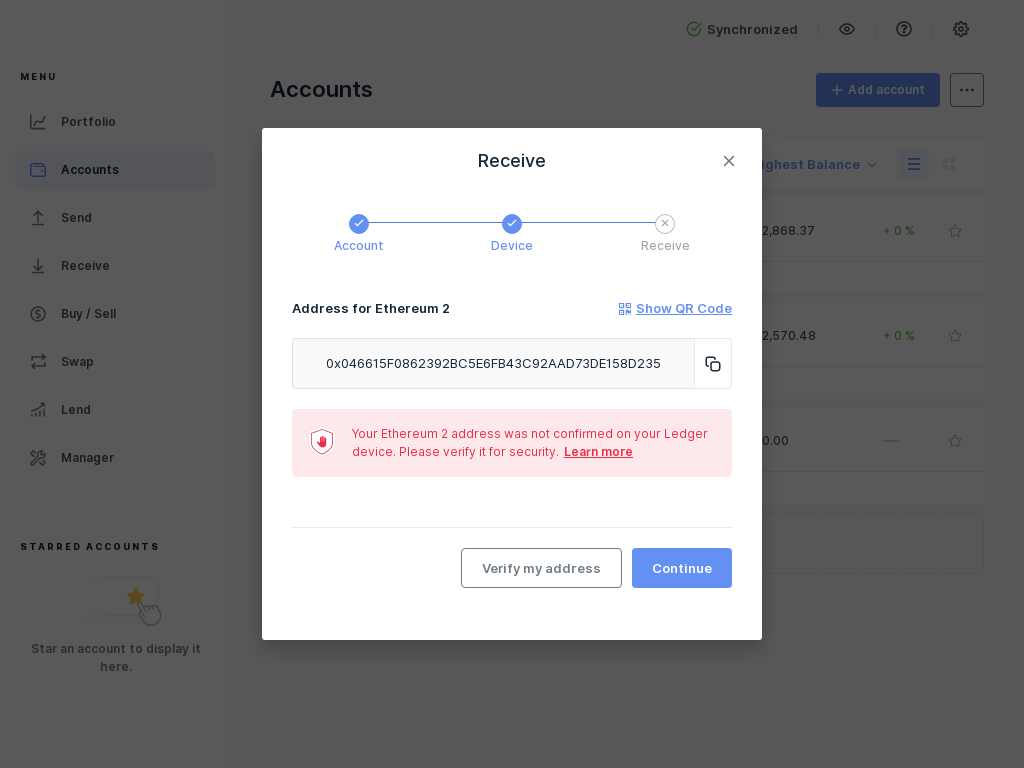 Synchronized
MENU
Portfolio
Accounts
Send
Receive
Buy / Sell
Swap
Lend
Manager
STARRED ACCOUNTS
Star an account to display it
here.
Accounts
Add account
Balance
2,868.37
+ 0 %
2,570.48
+ 0 %
0.00
Receive
Account
Device
Receive
Address for Ethereum 2
Show QR Code
0x046615F0862392BC5E6FB43C92AAD73DE158D235
Your Ethereum 2 address was not confirmed on your Ledger
device. Please verify it for security. Learn more
Verify my address
Continue